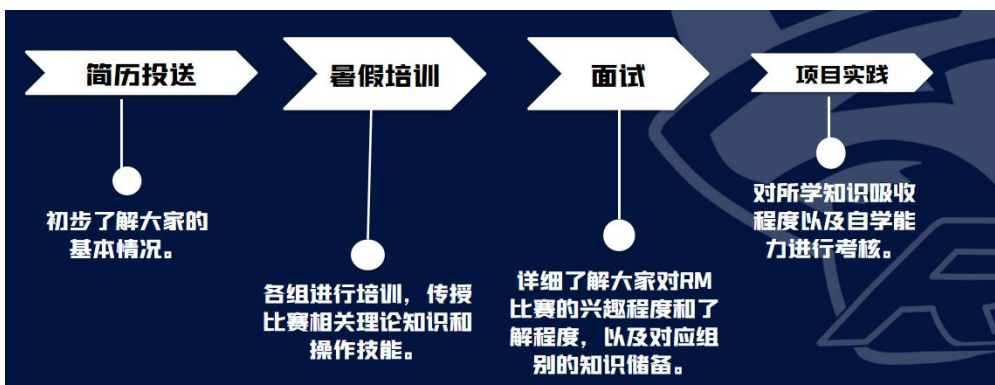 简历投送
暑假培训
面试
项目实践
初步了解大家的
基本情况。
各组进行培训，传授
比赛相关理论知识和
操作技能。
详细了解大家对RM
比赛的兴趣程度和了
解程度，以及对应组
别的知识储备。
对所学知识吸收
程度以及自学能
力进行考核。